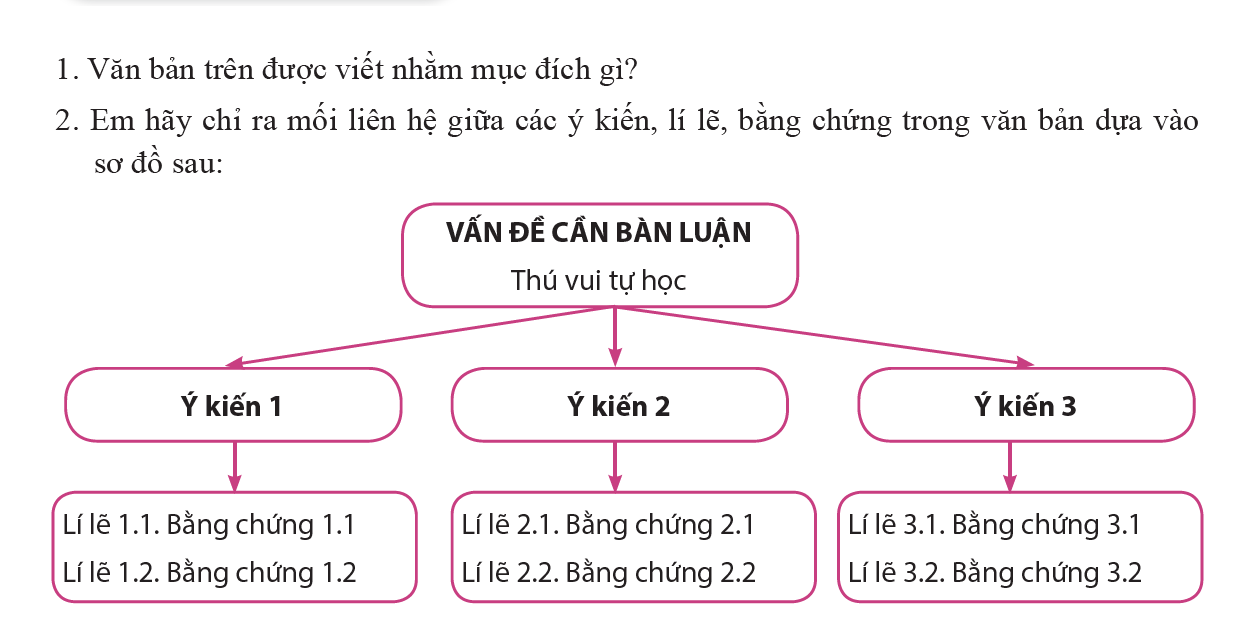 1. Văn bản trên được viết nhằm mục đích gì?
2. Em hãy chỉ ra mối liên hệ giữa các ý kiến, lí lẽ, bằng chứng trong văn bản dựa vào
sơ đồ sau:
VẤN ĐỀ CẦN BÀN LUẬN
Thú vui tự học
Ý kiến 1
Ý kiến 2
Ý kiến 3
Lí lẽ 1.1. Bằng chứng 1.1
Lí lẽ 1.2. Bằng chứng 1.2
Lí lẽ 2.1. Bằng chứng 2.1
Lí lẽ 2.2. Bằng chứng 2.2
Lí lẽ 3.1. Bằng chứng 3.1
Lí lẽ 3.2. Bằng chứng 3.2